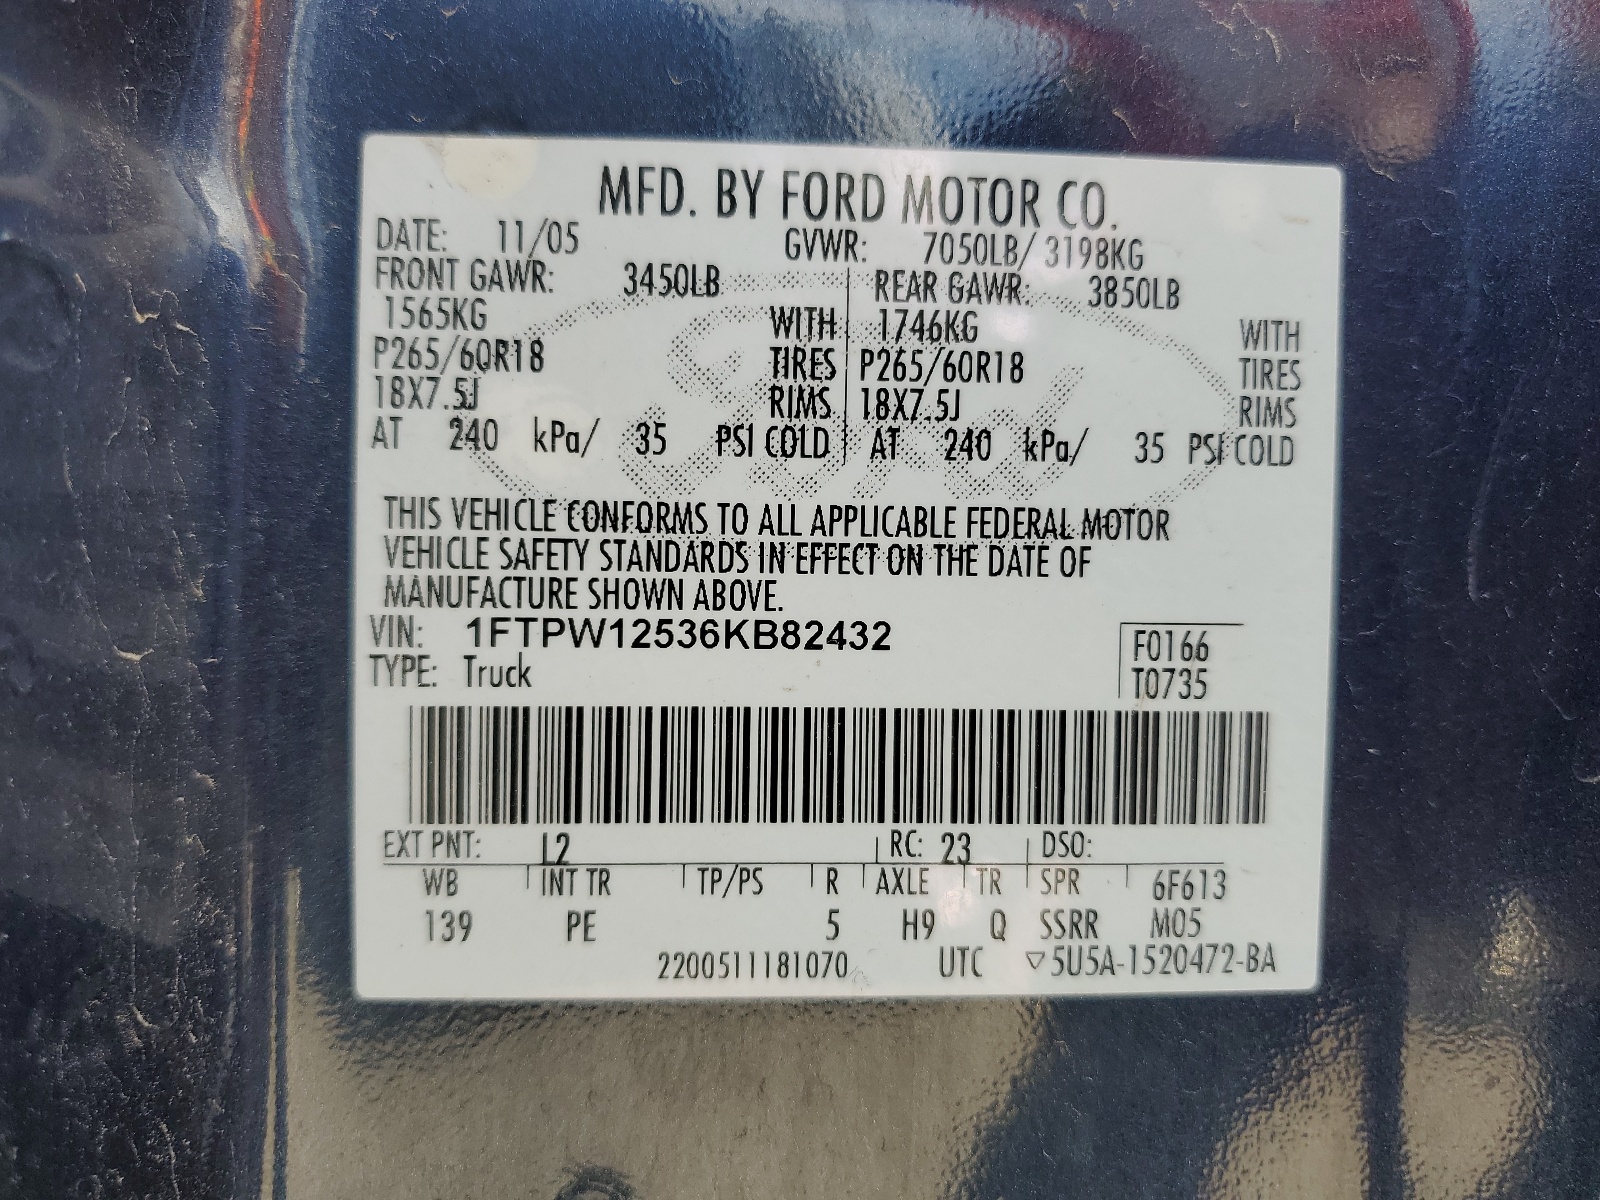 MFD. BY FORD MOTOR CO.
DATE: 11/05 GVWR: 7050LB/ 3198KG
FRONT GAWR: 3450LB REAR GAWR: 3850LB
1565KG WITH 1746KG WITH
P265/60R18 TIRES P265/60R18 TIRES
18X7.5J RIMS 18X7.5J RIMS
AT 240 kPa/ 35 PSI COLD AT 240 kPa/ 35 PSI COLD
Ford
THIS VEHICLE CONFORMS TO ALL APPLICABLE FEDERAL MOTOR
VEHICLE SAFETY STANDARDS IN EFFECT ON THE DATE OF
MANUFACTURE SHOWN ABOVE.
VIN: 1FTPW12536KB82432 F0166
TYPE: Truck T0735
EXT PNT: L2 RC: 23 DSO:
WB INT TR TP/PS R AXLE TR SPR 6F613
139 PE 5 H9 Q SSRR M05
2200511181070 UTC ▽5U5A-1520472-BA